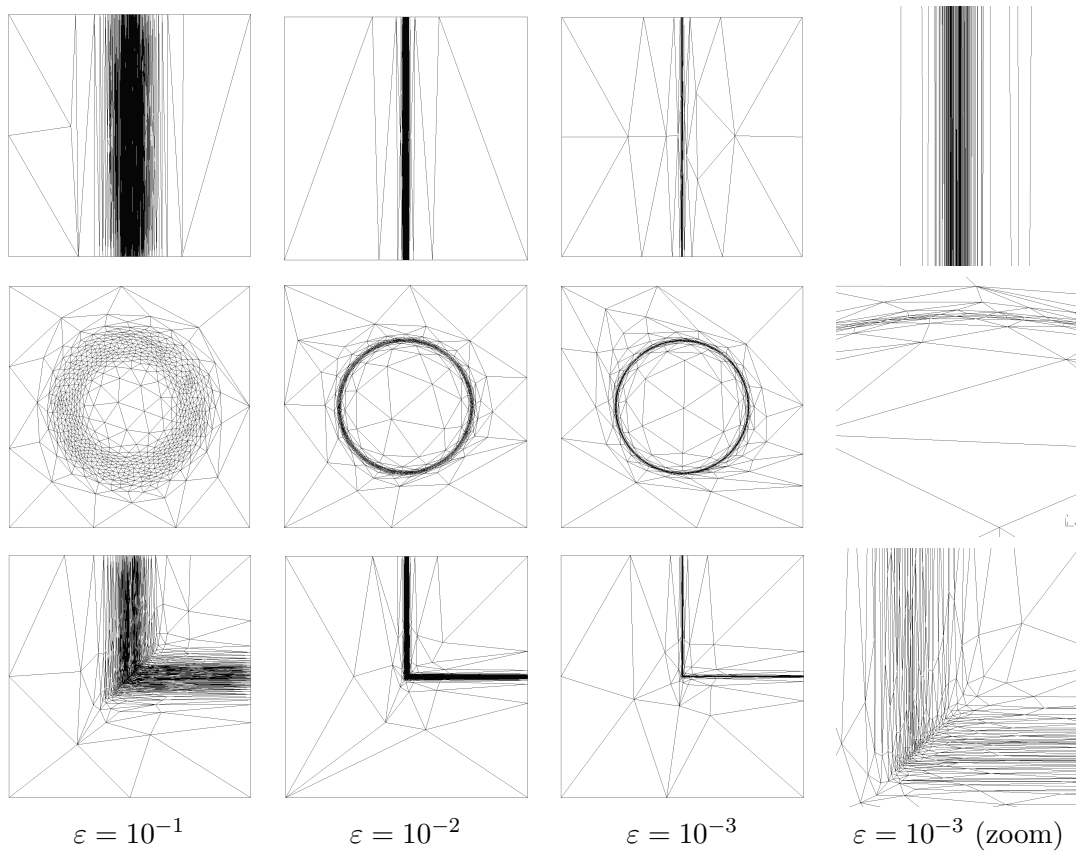 ε = 10⁻¹
ε = 10⁻²
ε = 10⁻³
ε = 10⁻³ (zoom)